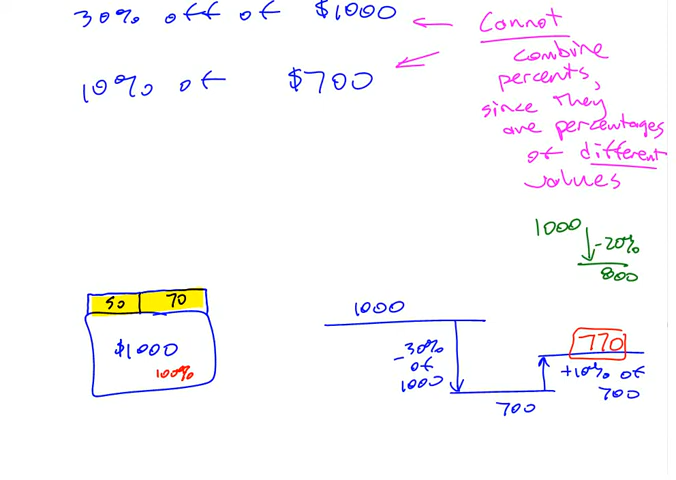 30% off of $1000
10% of $700
Cannot
combine
percents,
since they
are percentages
of different
values
1000
-20%
800
50 70
$1000
100%
1000
-30%
of
1000
700
770
+10% of
700